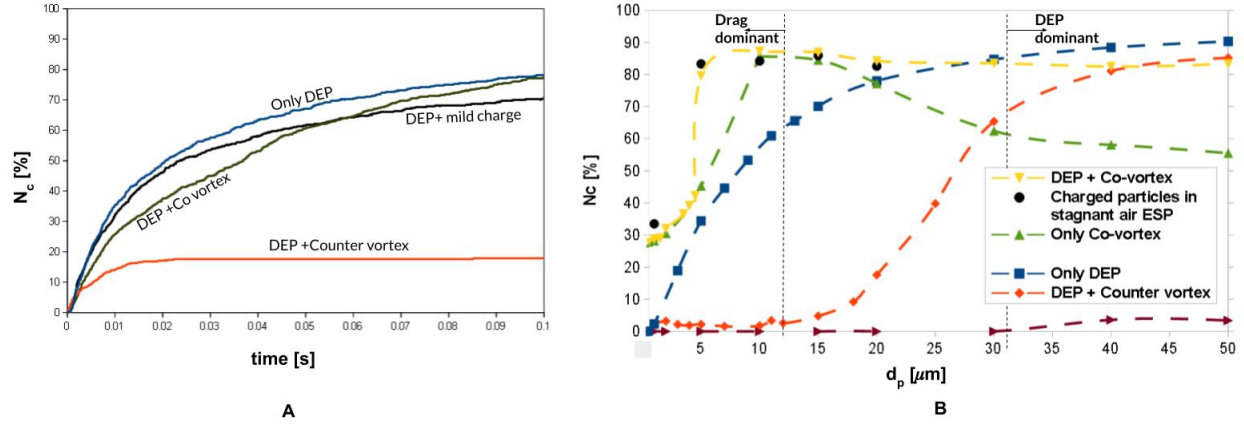 100
90
80
70
60
50
40
30
20
10
0
N_c [%]
Only DEP
DEP+ mild charge
DEP +Co vortex
DEP +Counter vortex
0 0.01 0.02 0.03 0.04 0.05 0.06 0.07 0.08 0.09 0.1
time [s]
A
100
90
80
70
60
50
40
30
20
10
0
Nc [%]
Drag
dominant
DEP
dominant
DEP + Co-vortex
Charged particles in
stagnant air ESP
Only Co-vortex
Only DEP
DEP + Counter vortex
5 10 15 20 25 30 35 40 45 50
d_p [μm]
B